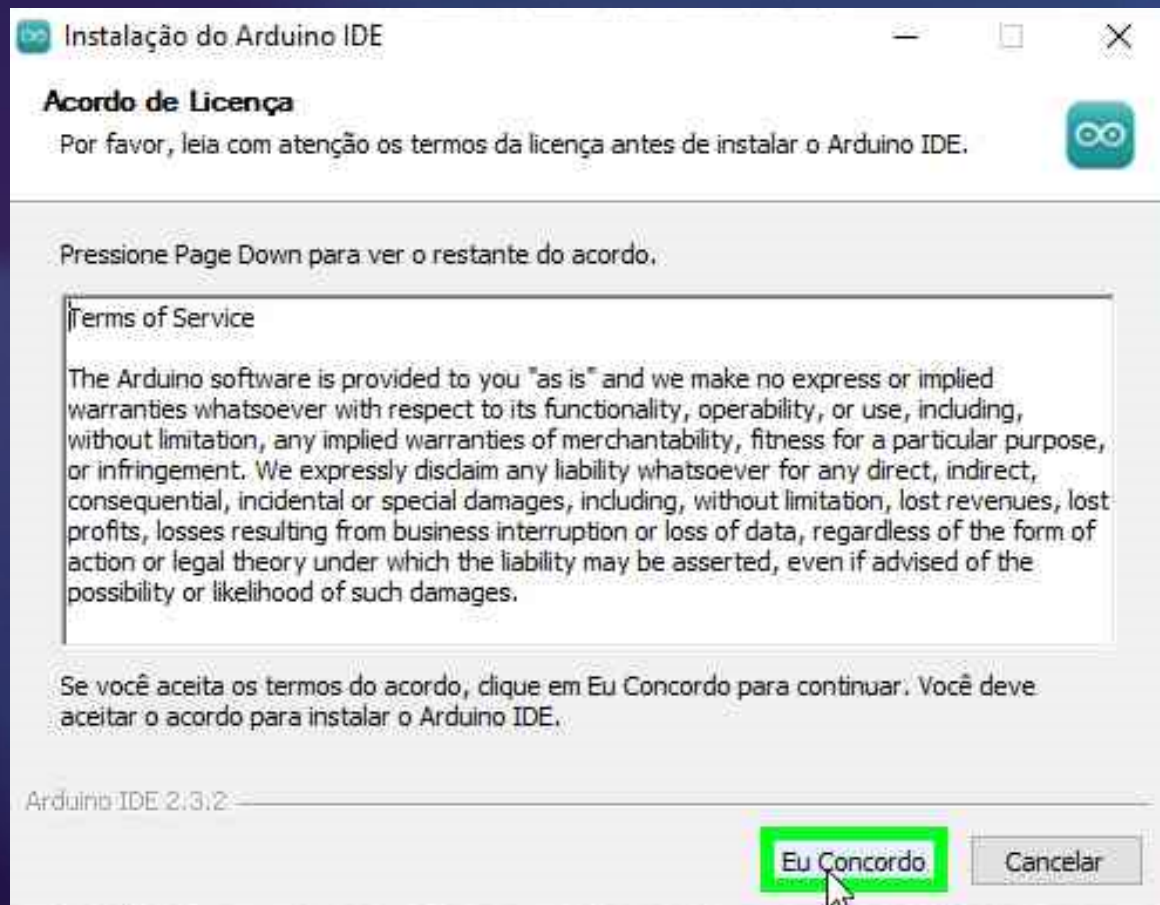 Instalação do Arduino IDE
Acordo de Licença
Por favor, leia com atenção os termos da licença antes de instalar o Arduino IDE.
Pressione Page Down para ver o restante do acordo.
Terms of Service
The Arduino software is provided to you "as is" and we make no express or implied
warranties whatsoever with respect to its functionality, operability, or use, including,
without limitation, any implied warranties of merchantability, fitness for a particular purpose,
or infringement. We expressly disclaim any liability whatsoever for any direct, indirect,
consequential, incidental or special damages, including, without limitation, lost revenues, lost
profits, losses resulting from business interruption or loss of data, regardless of the form of
action or legal theory under which the liability may be asserted, even if advised of the
possibility or likelihood of such damages.
Se você aceita os termos do acordo, clique em Eu Concordo para continuar. Você deve
aceitar o acordo para instalar o Arduino IDE.
Arduino IDE 2.3.2
Eu Concordo
Cancelar